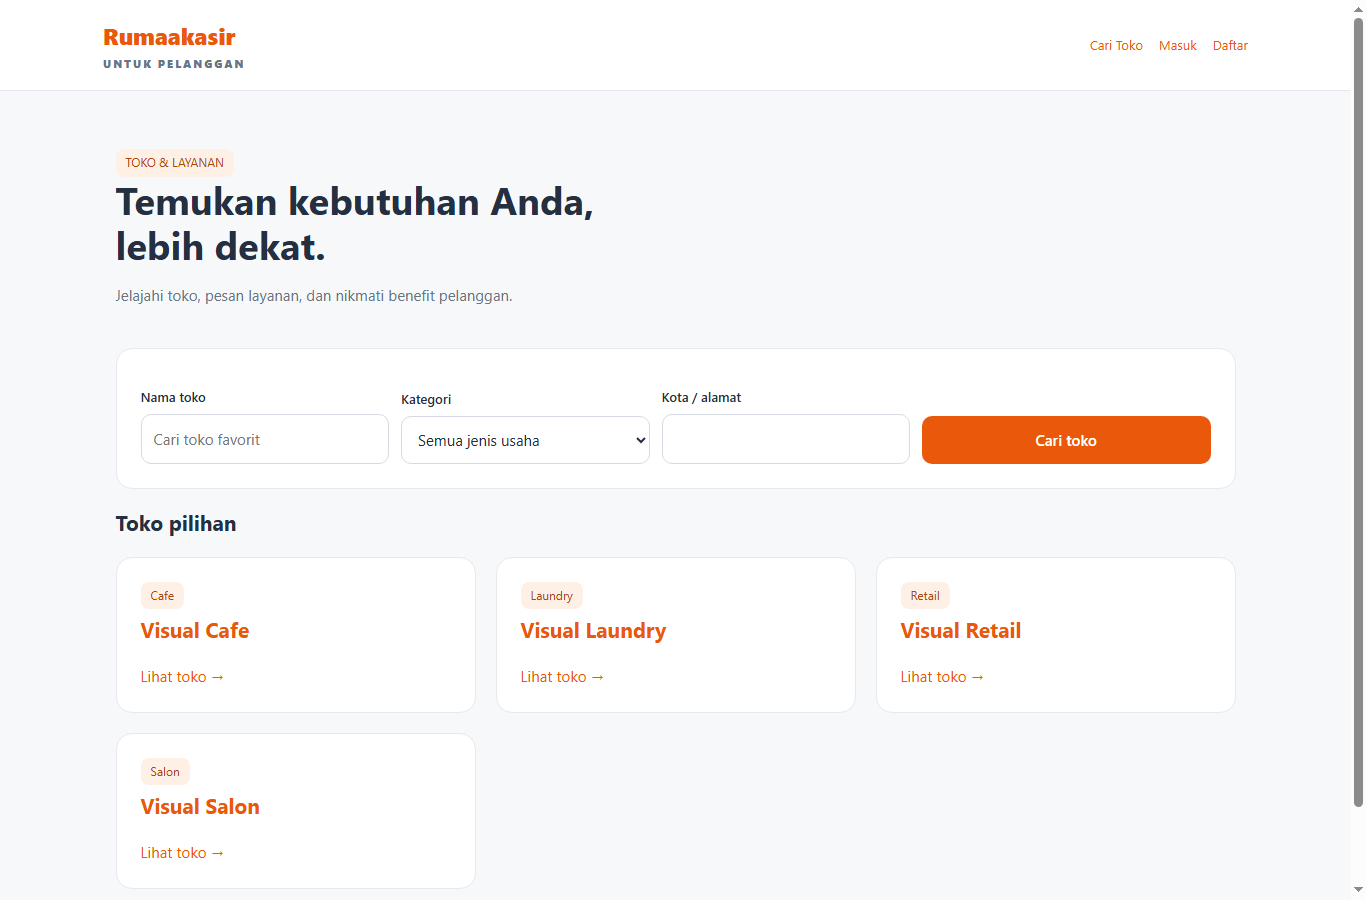 Rumaakasir
UNTUK PELANGGAN
Cari Toko
Masuk
Daftar
TOKO & LAYANAN
Temukan kebutuhan Anda,
lebih dekat.
Jelajahi toko, pesan layanan, dan nikmati benefit pelanggan.
Nama toko
Cari toko favorit
Kategori
Semua jenis usaha
Kota / alamat
Cari toko
Toko pilihan
Cafe
Visual Cafe
Lihat toko →
Laundry
Visual Laundry
Lihat toko →
Retail
Visual Retail
Lihat toko →
Salon
Visual Salon
Lihat toko →